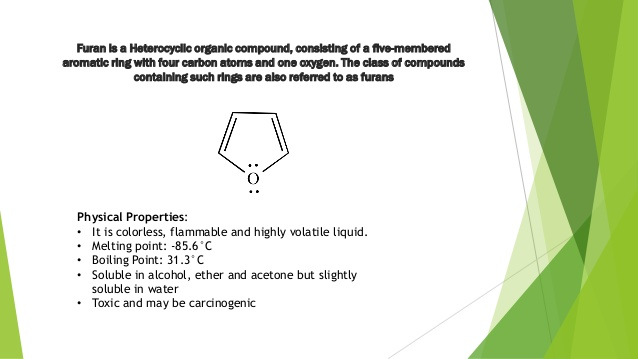 Furan is a Heterocyclic organic compound, consisting of a five-membered
aromatic ring with four carbon atoms and one oxygen. The class of compounds
containing such rings are also referred to as furans
O
Physical Properties:
• It is colorless, flammable and highly volatile liquid.
• Melting point: -85.6°C
• Boiling Point: 31.3°C
• Soluble in alcohol, ether and acetone but slightly
soluble in water
• Toxic and may be carcinogenic